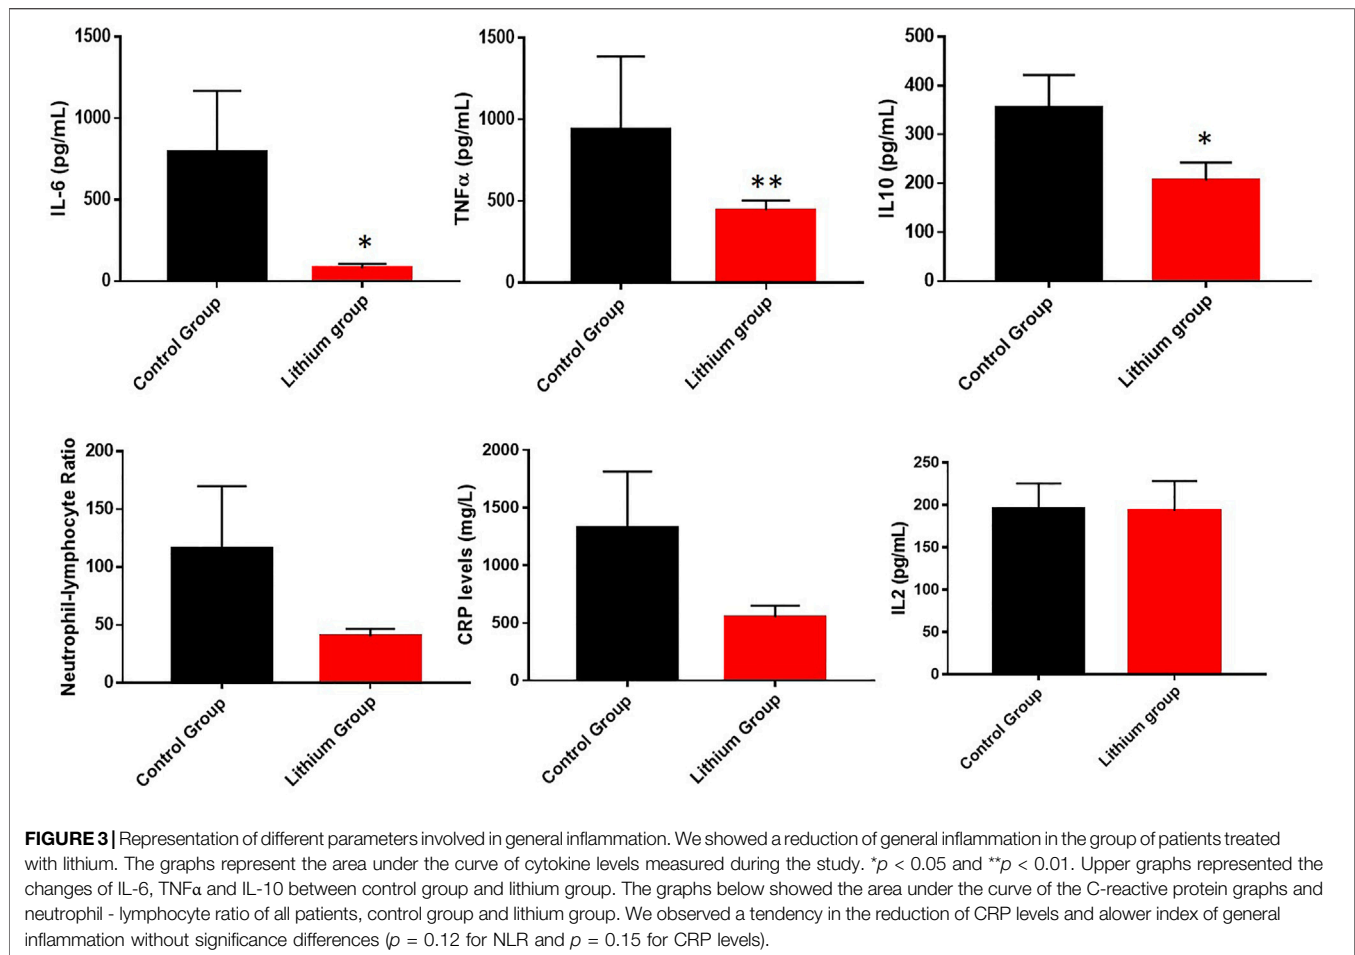 1500
1000
500
0
IL-6 (pg/mL)
*
Control Group
Lithium group
1500
1000
500
0
TNFα (pg/mL)
**
Control Group
Lithium group
500
400
300
200
100
0
IL10 (pg/mL)
*
Control Group
Lithium group
200
150
100
50
0
Neutrophil-lymphocyte Ratio
Control Group
Lithium Group
2000
1500
1000
500
0
CRP levels (mg/L)
Control Group
Lithium Group
250
200
150
100
50
0
IL2 (pg/mL)
Control Group
Lithium group
FIGURE 3 | Representation of different parameters involved in general inflammation. We showed a reduction of general inflammation in the group of patients treated
with lithium. The graphs represent the area under the curve of cytokine levels measured during the study. *p < 0.05 and **p < 0.01. Upper graphs represented the
changes of IL-6, TNFα and IL-10 between control group and lithium group. The graphs below showed the area under the curve of the C-reactive protein graphs and
neutrophil - lymphocyte ratio of all patients, control group and lithium group. We observed a tendency in the reduction of CRP levels and alower index of general
inflammation without significance differences (p = 0.12 for NLR and p = 0.15 for CRP levels).